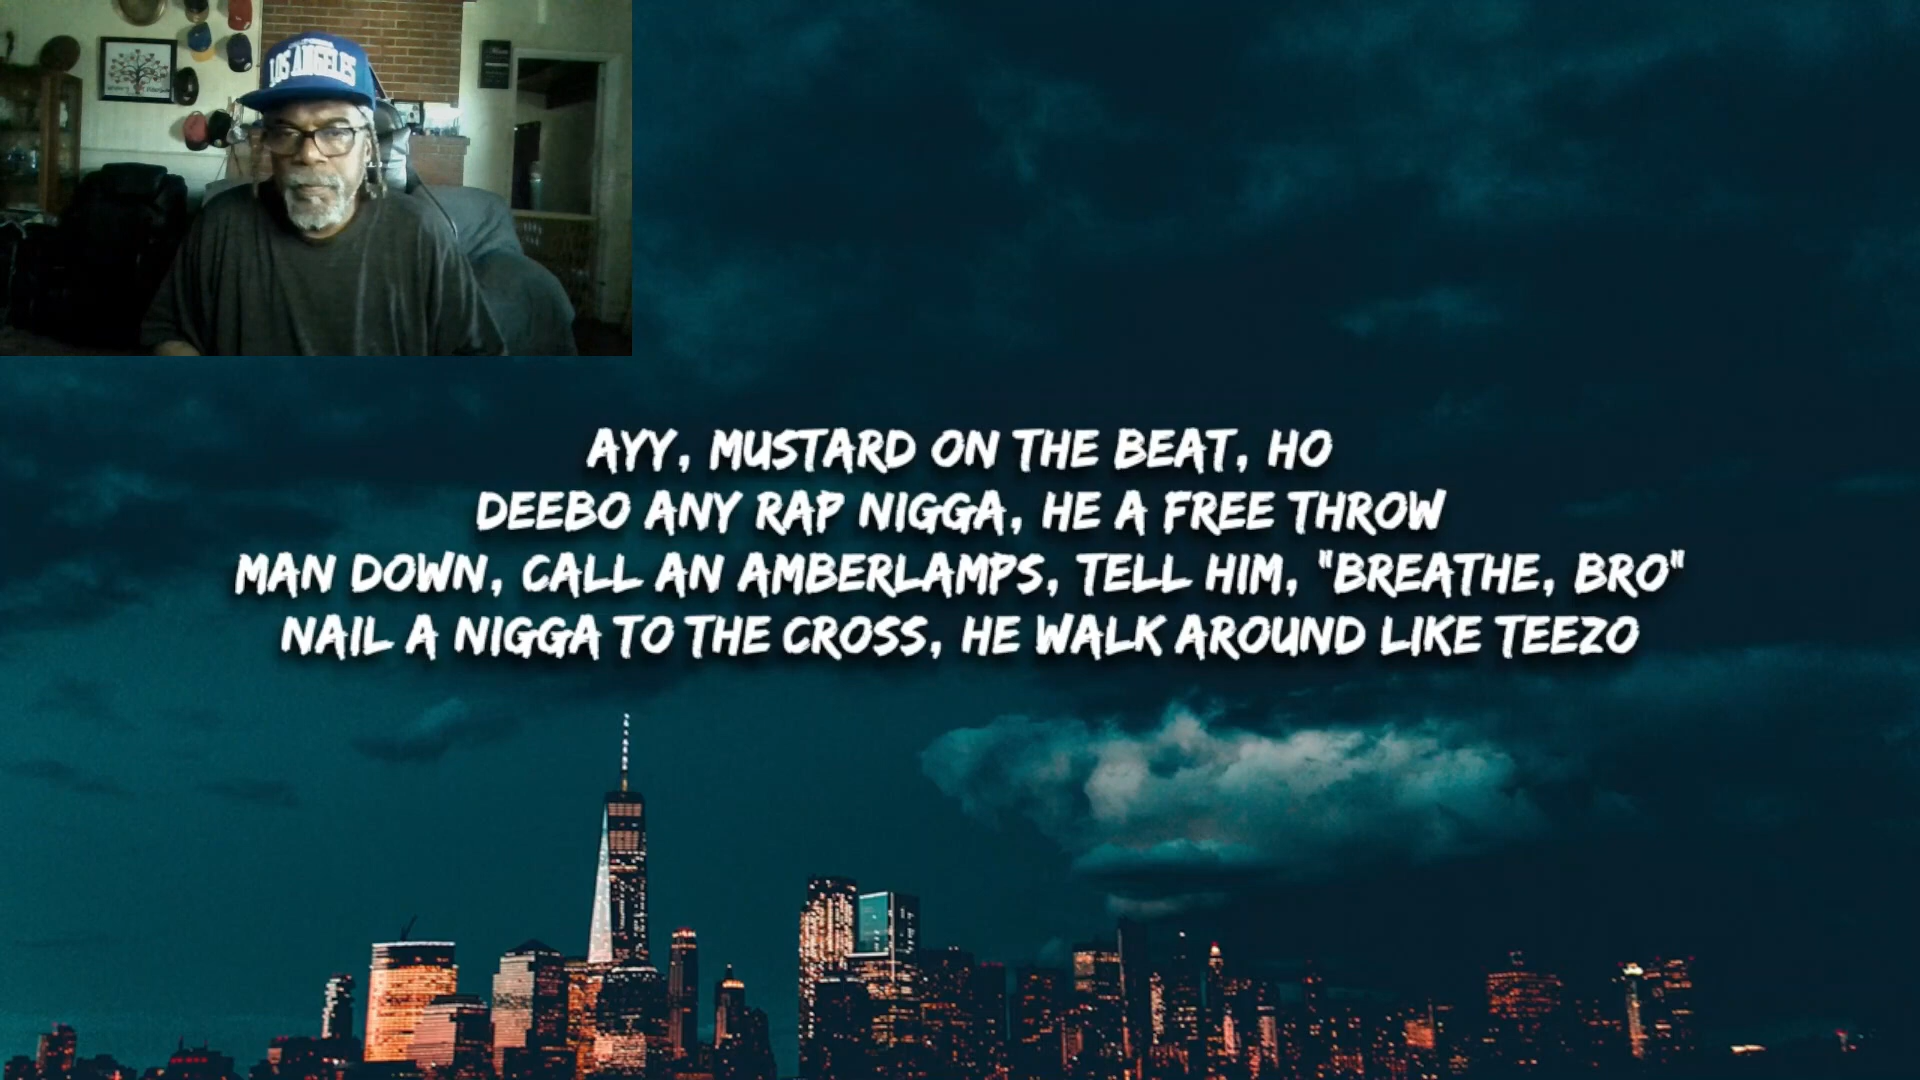 CALIFORNIA
LOS ANGELES
AYY, MUSTARD ON THE BEAT, HO
DEEBO ANY RAP NIGGA, HE A FREE THROW
MAN DOWN, CALL AN AMBERLAMPS, TELL HIM, "BREATHE, BRO"
NAIL A NIGGA TO THE CROSS, HE WALK AROUND LIKE TEEZO